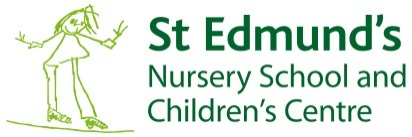 St Edmund's
Nursery School and
Children's Centre